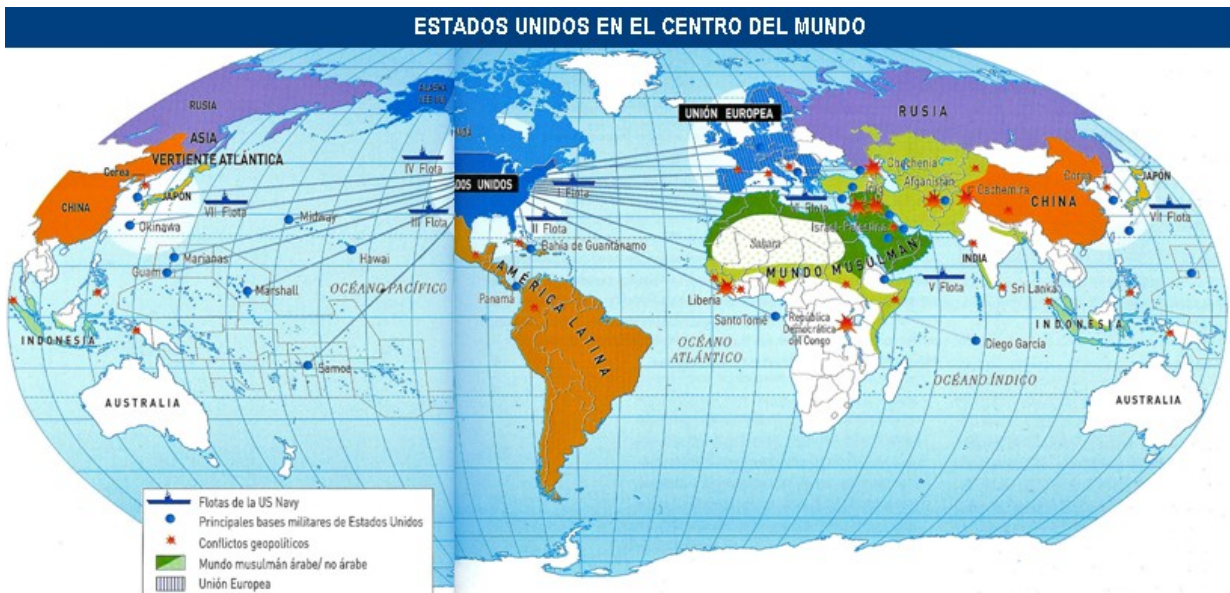 ESTADOS UNIDOS EN EL CENTRO DEL MUNDO
RUSIA
ASIA
VERTIENTE ATLÁNTICA
Corea
CHINA
JAPÓN
Okinawa
VII Flota
Marianas
Guam
Midway
Hawai
Marshall
Samoa
OCÉANO PACÍFICO
INDONESIA
AUSTRALIA
ALASKA
IV Flota
III Flota
NADÁ
DOS UNIDOS
I Flota
II Flota
Bahía de Guantánamo
Panamá
AMÉRICA LATINA
UNIÓN EUROPEA
RUSIA
Chechenia
Afganistán
Cachemira
VI Flota
Israel-Palestina
Sahara
MUNDO MUSULMÁN
Liberia
Santo Tomé
República
Democrática
del Congo
OCÉANO
ATLÁNTICO
V Flota
INDIA
Sri Lanka
Diego García
OCÉANO ÍNDICO
CHINA
Corea
JAPÓN
VII Flota
INDONESIA
AUSTRALIA
Flotas de la US Navy
Principales bases militares de Estados Unidos
Conflictos geopolíticos
Mundo musulmán árabe/ no árabe
Unión Europea